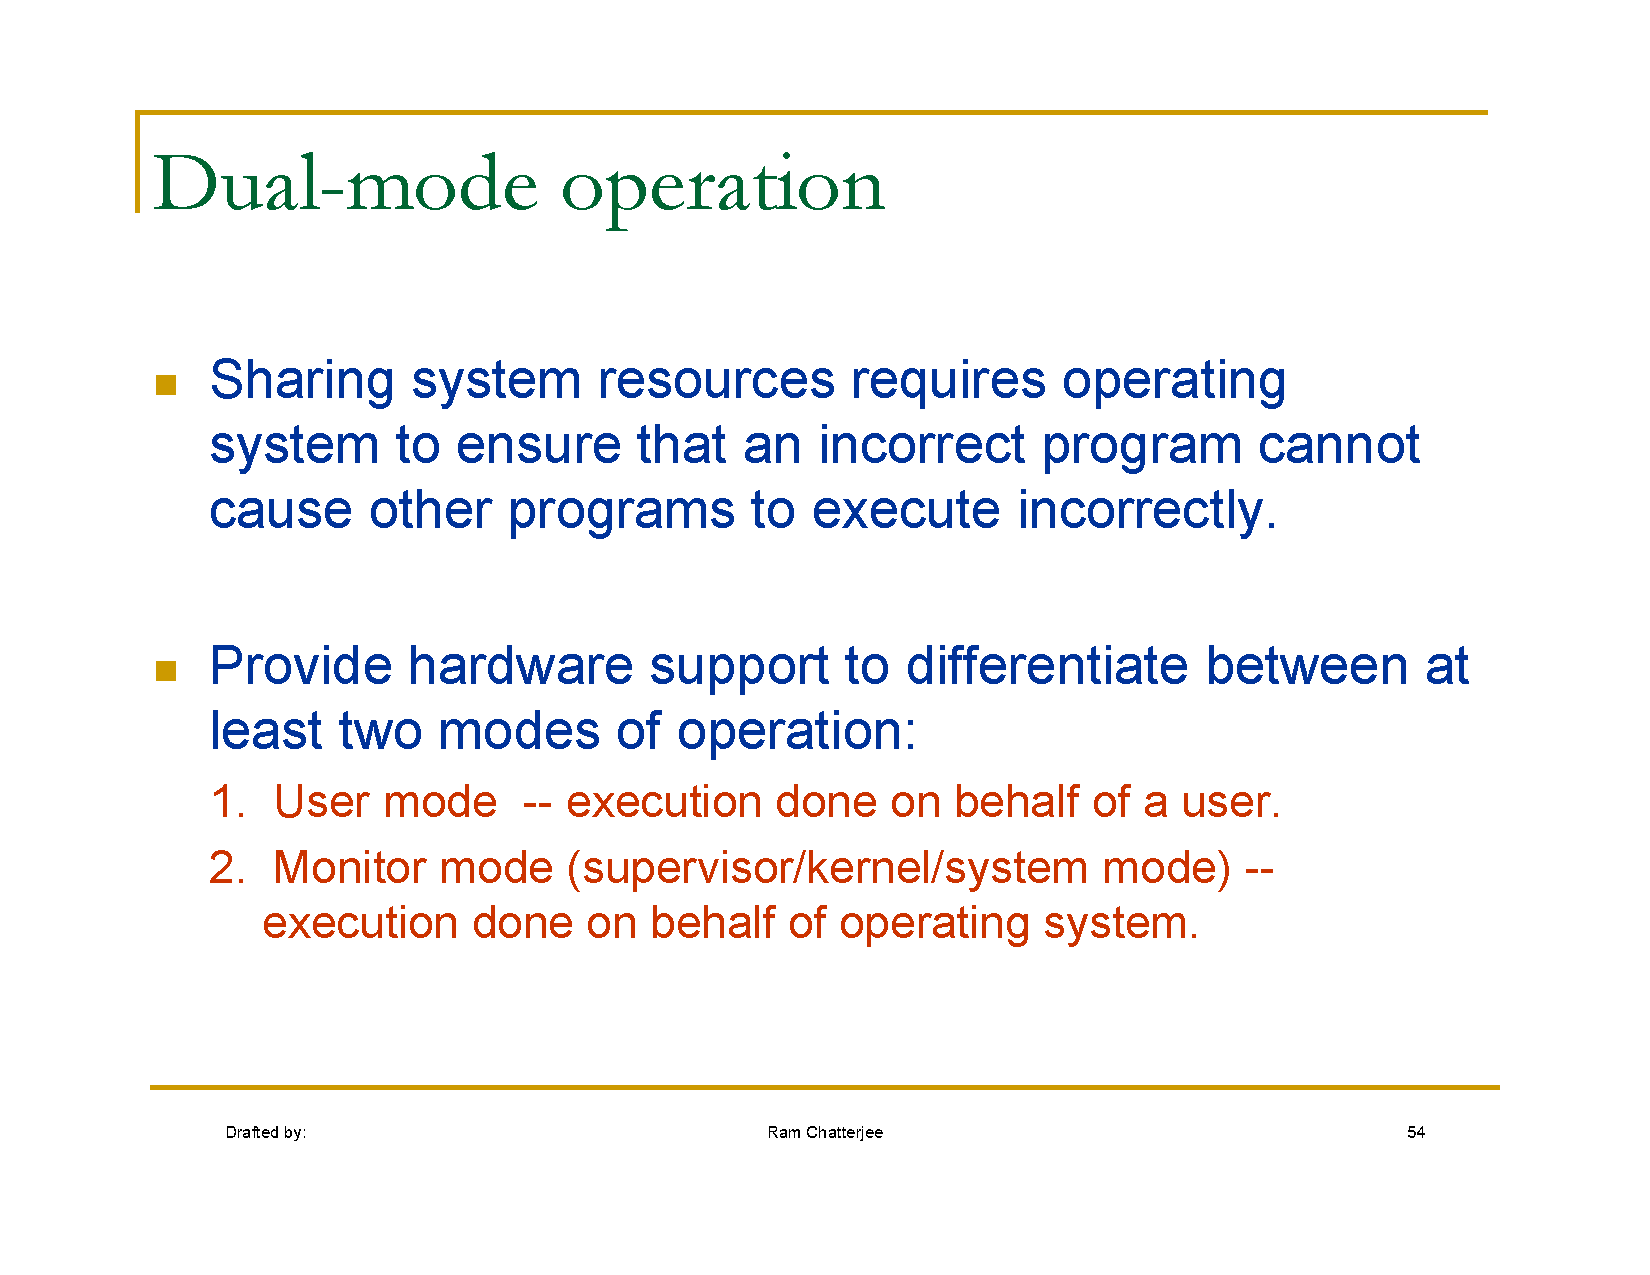 Dual-mode operation
Sharing system resources requires operating
system to ensure that an incorrect program cannot
cause other programs to execute incorrectly.
Provide hardware support to differentiate between at
least two modes of operation:
1. User mode -- execution done on behalf of a user.
2. Monitor mode (supervisor/kernel/system mode) --
execution done on behalf of operating system.
Drafted by: Ram Chatterjee 54